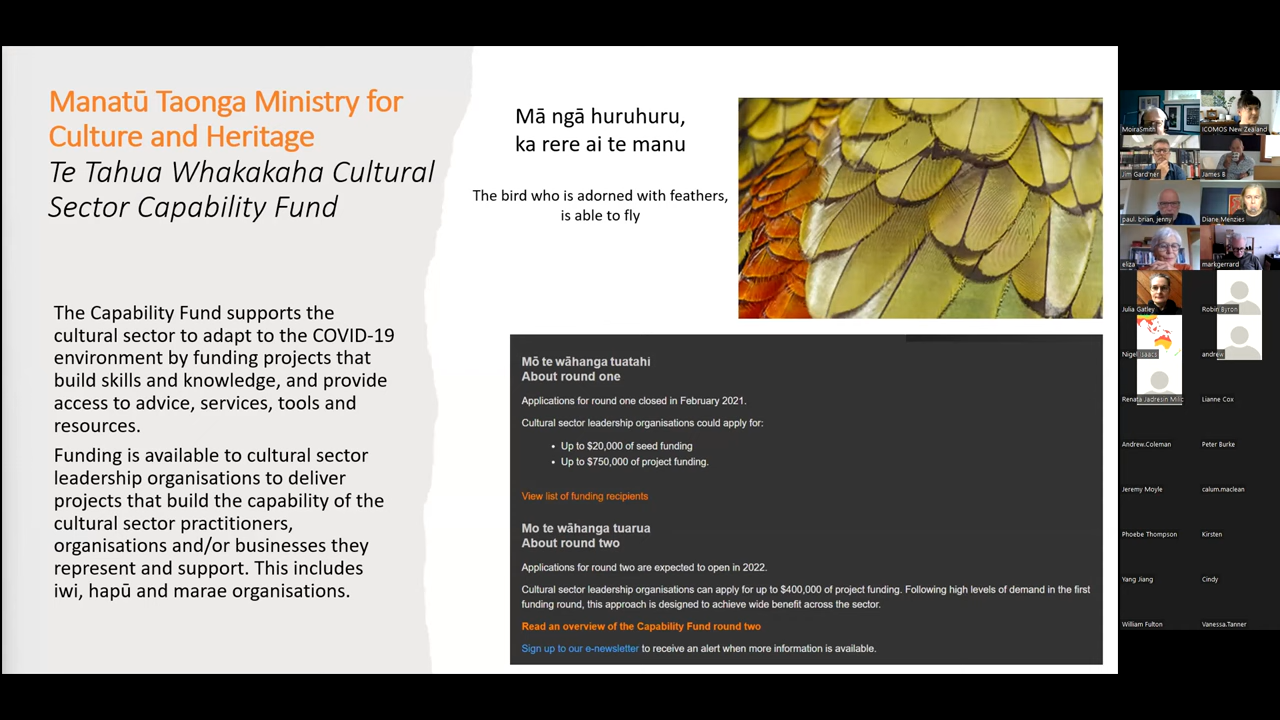 Manatū Taonga Ministry for
Culture and Heritage
Te Tahua Whakakaha Cultural
Sector Capability Fund
The Capability Fund supports the
cultural sector to adapt to the COVID-19
environment by funding projects that
build skills and knowledge, and provide
access to advice, services, tools and
resources.
Funding is available to cultural sector
leadership organisations to deliver
projects that build the capability of the
cultural sector practitioners,
organisations and/or businesses they
represent and support. This includes
iwi, hapū and marae organisations.
Mā ngā huruhuru,
ka rere ai te manu
The bird who is adorned with feathers,
is able to fly
Mō te wāhanga tuatahi
About round one
Applications for round one closed in February 2021.
Cultural sector leadership organisations could apply for:
• Up to $20,000 of seed funding
• Up to $750,000 of project funding.
View list of funding recipients
Mo te wāhanga tuarua
About round two
Applications for round two are expected to open in 2022.
Cultural sector leadership organisations can apply for up to $400,000 of project funding. Following high levels of demand in the first
funding round, this approach is designed to achieve wide benefit across the sector.
Read an overview of the Capability Fund round two
Sign up to our e-newsletter to receive an alert when more information is available.
MoiraSmith
ICOMOS New Zealand
Jim Gard'ner
James B
paul. brian, jenny
Diane Menzies
eliza
markgerrard
Julia Gatley
Robin Byron
Nigel Isaacs
andrew
Renata Jadresin Milic
Lianne Cox
Andrew.Coleman
Peter Burke
Jeremy Moyle
calum.maclean
Phoebe Thompson
Kirsten
Yang Jiang
Cindy
William Fulton
Vanessa.Tanner